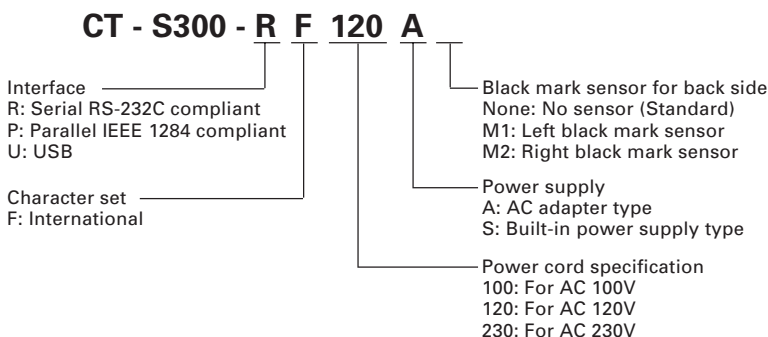 CT - S300 - R F 120 A
Interface
R: Serial RS-232C compliant
P: Parallel IEEE 1284 compliant
U: USB
Character set
F: International
Black mark sensor for back side
None: No sensor (Standard)
M1: Left black mark sensor
M2: Right black mark sensor
Power supply
A: AC adapter type
S: Built-in power supply type
Power cord specification
100: For AC 100V
120: For AC 120V
230: For AC 230V